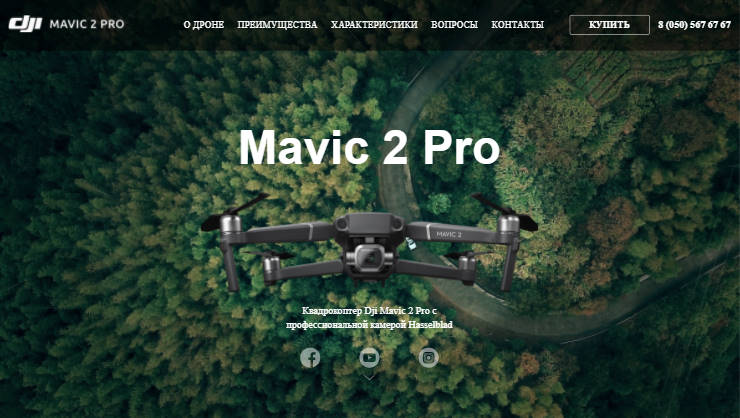 dji MAVIC 2 PRO О ДРОНЕ ПРЕИМУЩЕСТВА ХАРАКТЕРИСТИКИ ВОПРОСЫ КОНТАКТЫ КУПИТЬ 8 (050) 567 67 67
Mavic 2 Pro
MAVIC 2
Квадрокоптер Dji Mavic 2 Pro с
профессиональной камерой Hasselblad